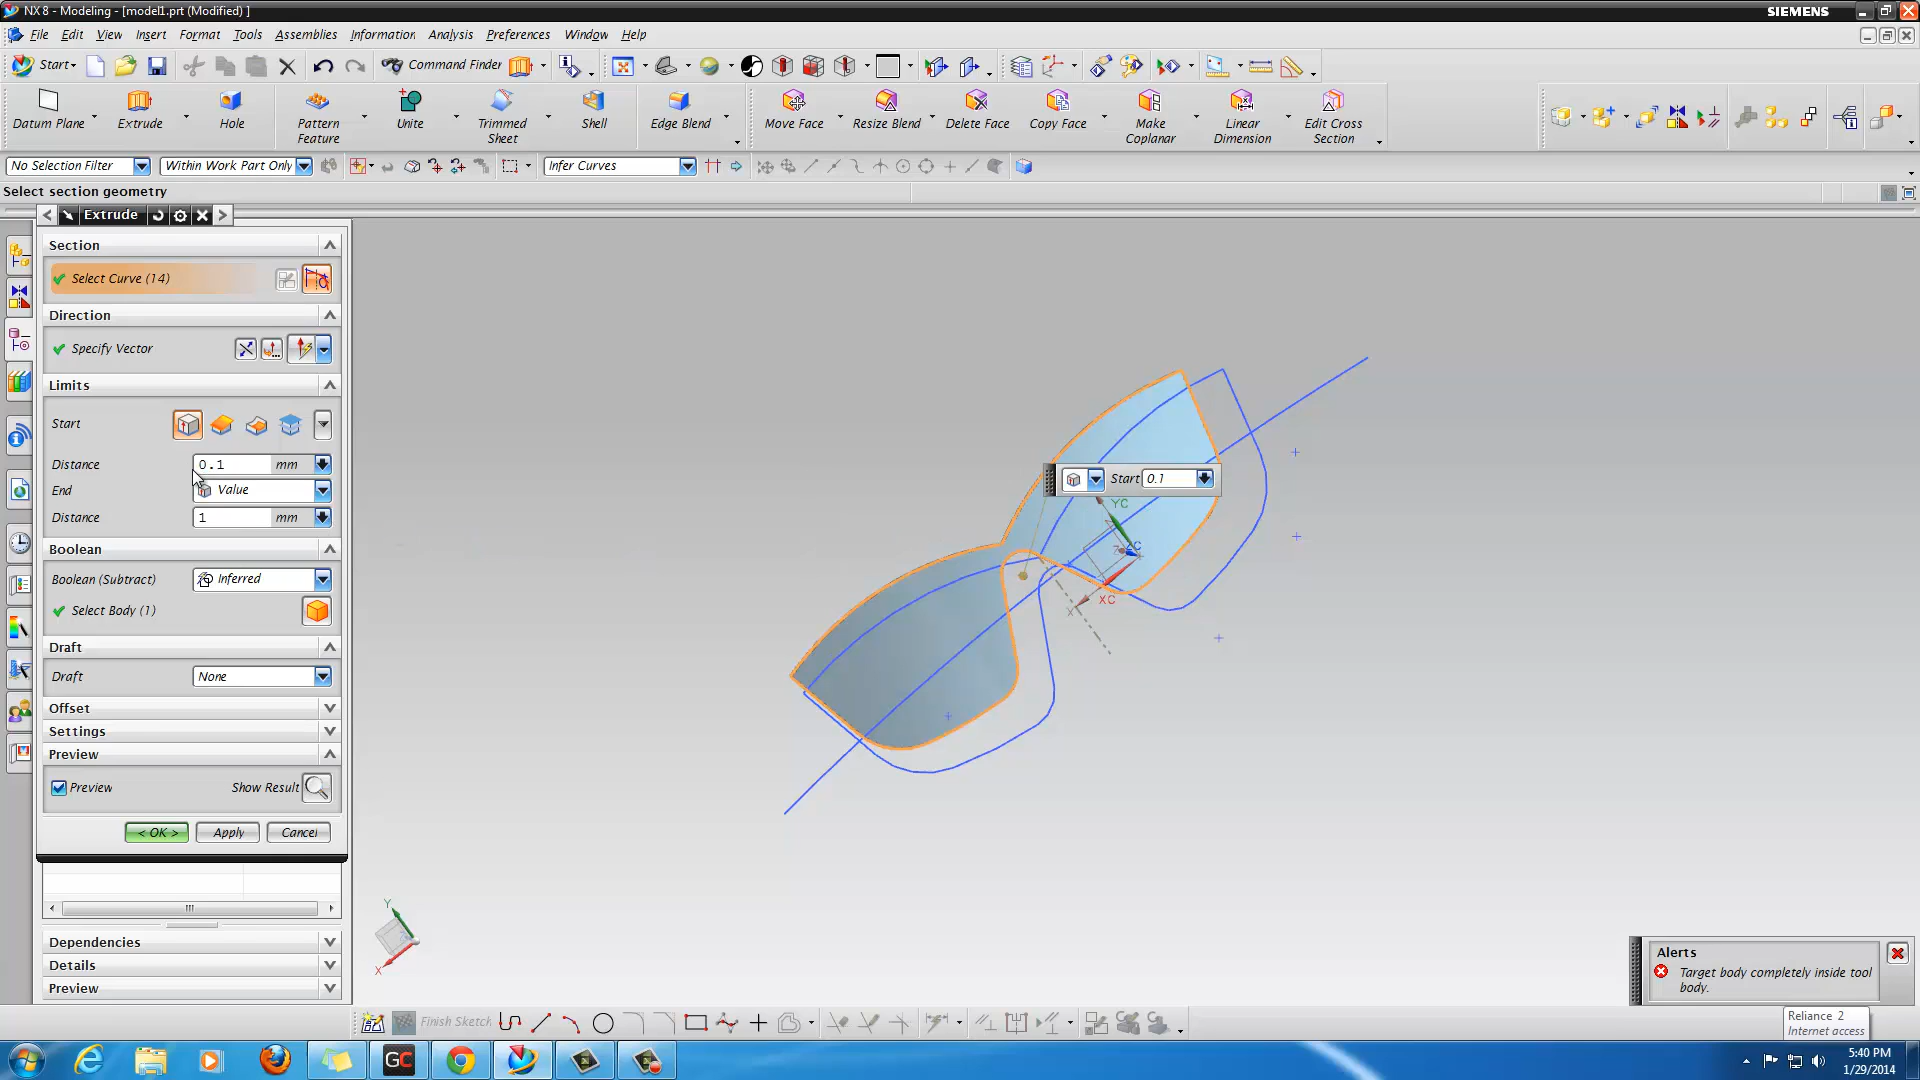 NX 8 - Modeling - [model1.prt (Modified) ]
SIEMENS
File Edit View Insert Format Tools Assemblies Information Analysis Preferences Window Help
Start Command Finder
Datum Plane Extrude Hole Pattern Feature Unite Trimmed Sheet Shell Edge Blend Move Face Resize Blend Delete Face Copy Face Make Coplanar Linear Dimension Edit Cross Section
No Selection Filter Within Work Part Only Infer Curves
Select section geometry
Extrude
Section
Select Curve (14)
Direction
Specify Vector
Limits
Start
Distance 0.1 mm
End Value
Distance 1 mm
Boolean
Boolean (Subtract) Inferred
Select Body (1)
Draft
Draft None
Offset
Settings
Preview
Preview Show Result
< OK > Apply Cancel
Dependencies
Details
Preview
Start 0.1
YC
ZC
XC
X
Y
X
Alerts
Target body completely inside tool
body.
Finish Sketch
Reliance 2
Internet access
GC
5:40 PM
1/29/2014